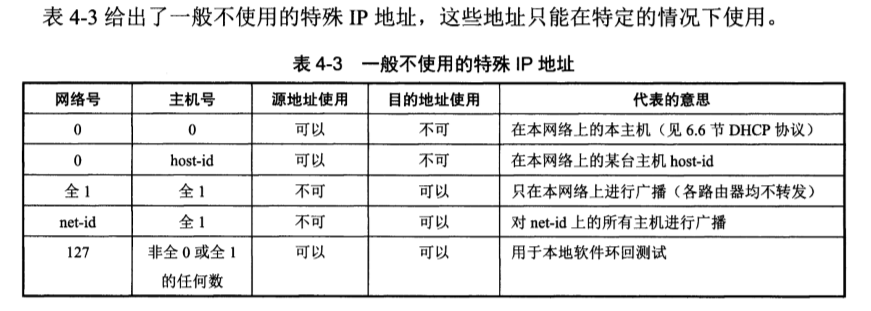 表 4-3 给出了一般不使用的特殊 IP 地址，这些地址只能在特定的情况下使用。
表 4-3 一般不使用的特殊 IP 地址
网络号 主机号 源地址使用 目的地址使用 代表的意思
0 0 可以 不可 在本网络上的本主机（见 6.6 节 DHCP 协议）
0 host-id 可以 不可 在本网络上的某台主机 host-id
全 1 全 1 不可 可以 只在本网络上进行广播（各路由器均不转发）
net-id 全 1 不可 可以 对 net-id 上的所有主机进行广播
127 非全 0 或全 1 可以 可以 用于本地软件环回测试
的任何数